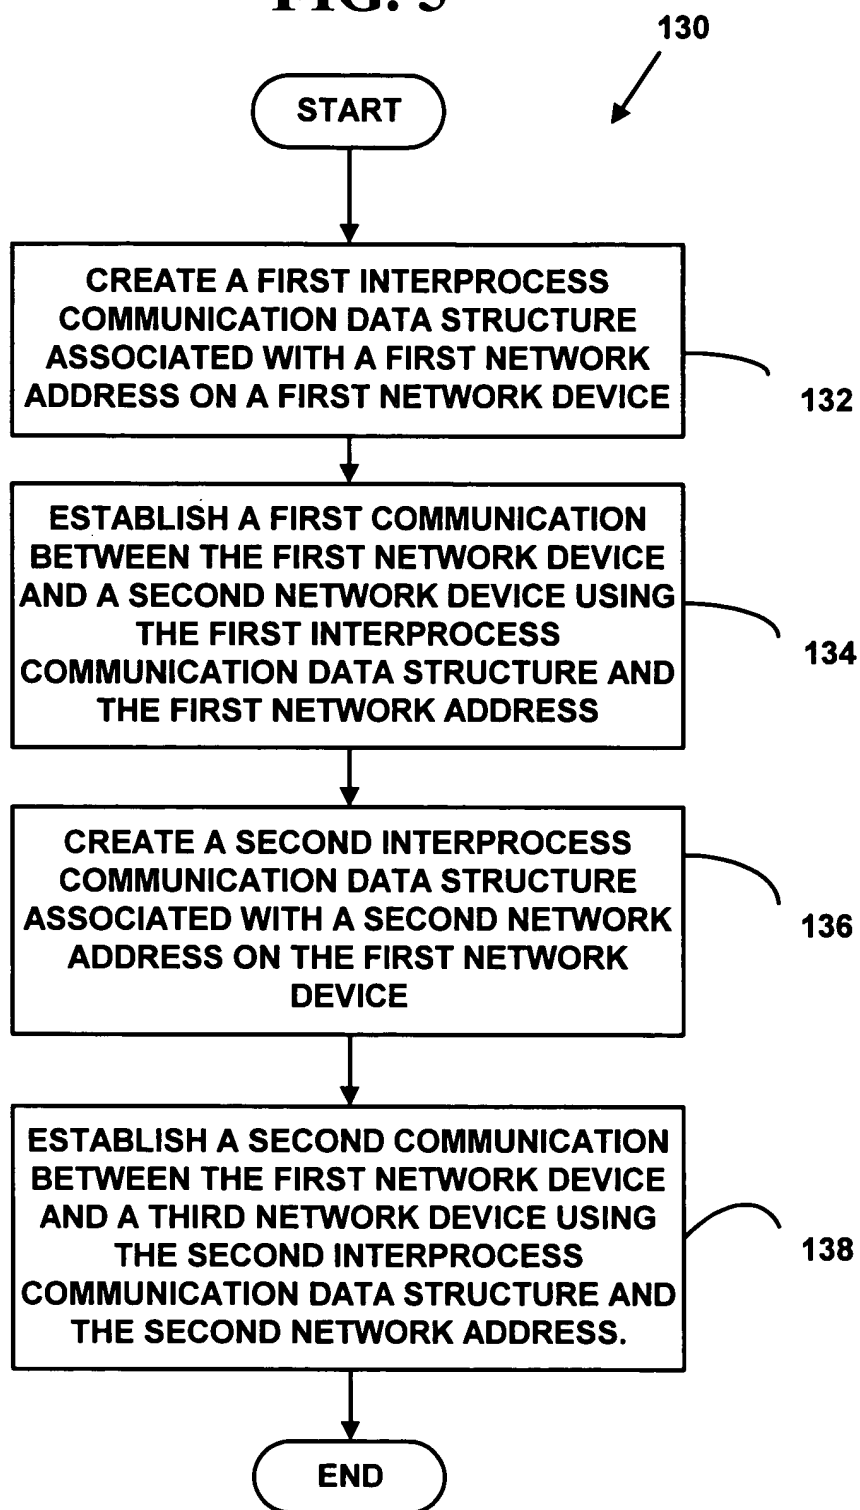 FIG. 5
130
START
CREATE A FIRST INTERPROCESS
COMMUNICATION DATA STRUCTURE
ASSOCIATED WITH A FIRST NETWORK
ADDRESS ON A FIRST NETWORK DEVICE
132
ESTABLISH A FIRST COMMUNICATION
BETWEEN THE FIRST NETWORK DEVICE
AND A SECOND NETWORK DEVICE USING
THE FIRST INTERPROCESS
COMMUNICATION DATA STRUCTURE AND
THE FIRST NETWORK ADDRESS
134
CREATE A SECOND INTERPROCESS
COMMUNICATION DATA STRUCTURE
ASSOCIATED WITH A SECOND NETWORK
ADDRESS ON THE FIRST NETWORK
DEVICE
136
ESTABLISH A SECOND COMMUNICATION
BETWEEN THE FIRST NETWORK DEVICE
AND A THIRD NETWORK DEVICE USING
THE SECOND INTERPROCESS
COMMUNICATION DATA STRUCTURE AND
THE SECOND NETWORK ADDRESS.
138
END